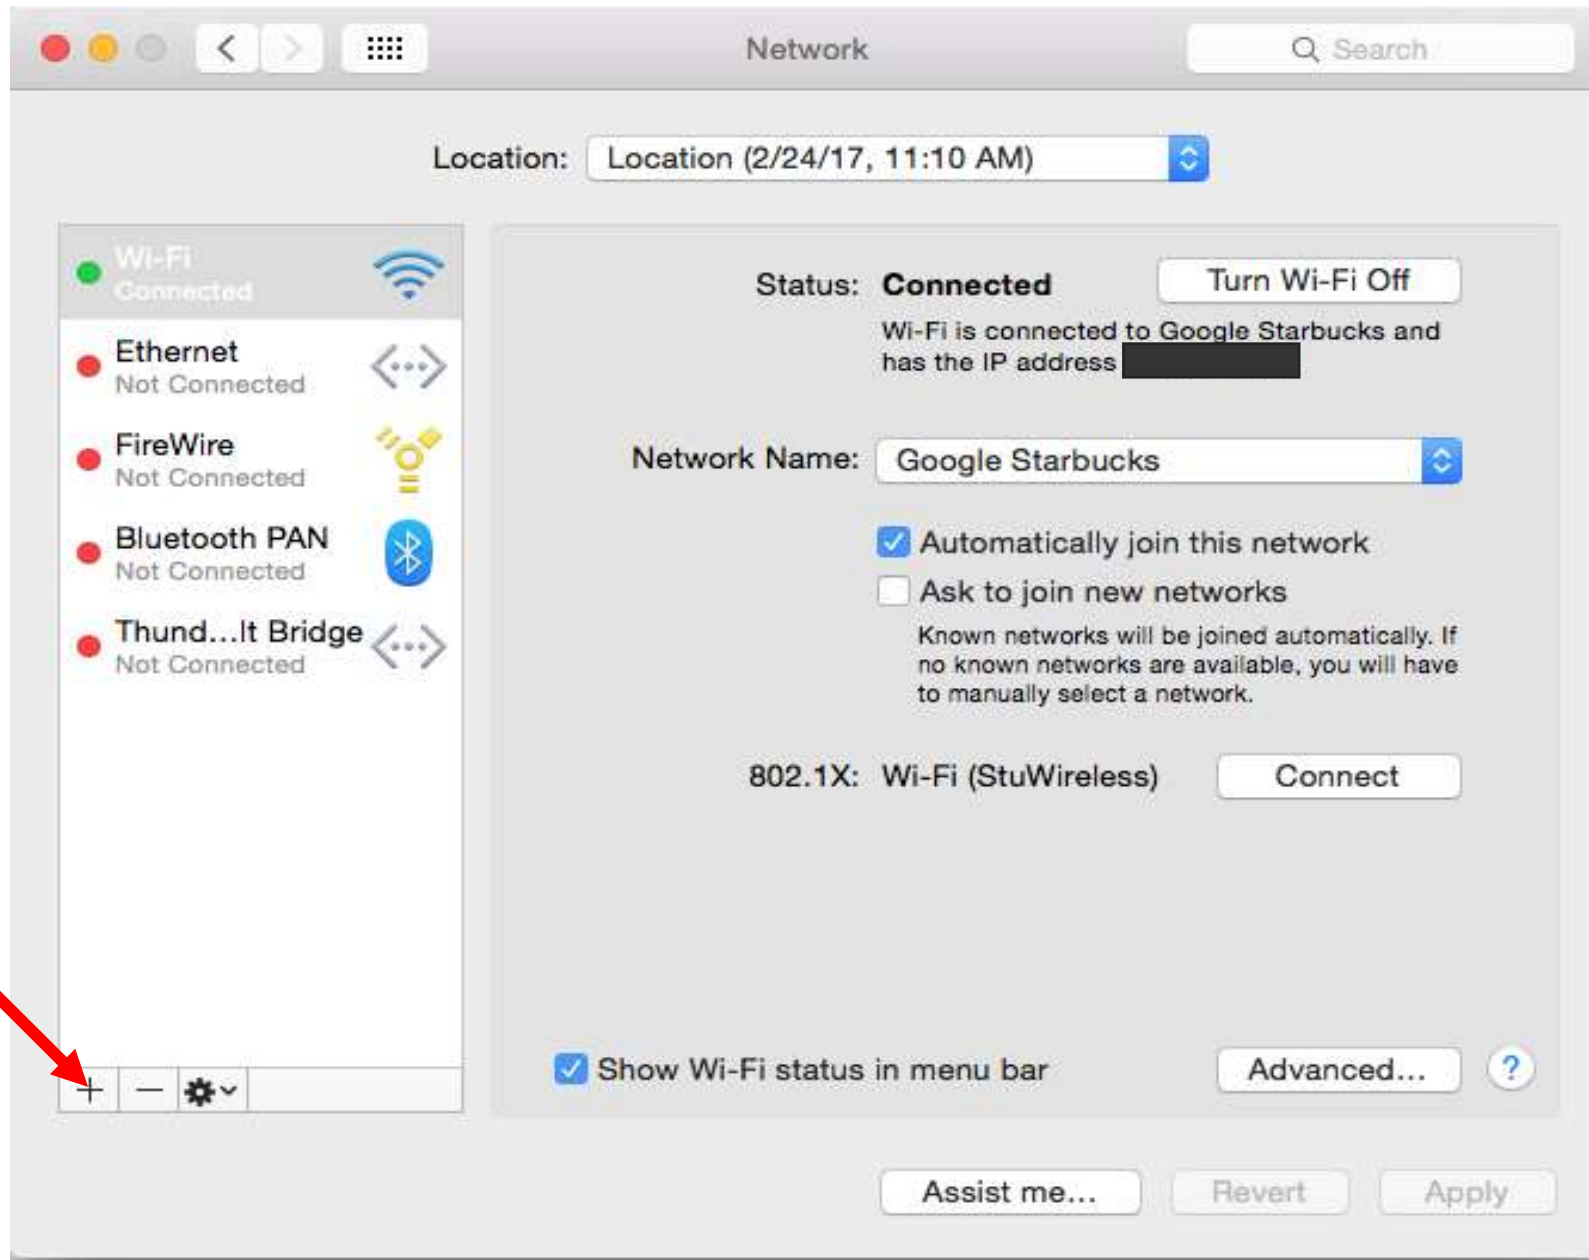 Network
Search
Location: Location (2/24/17, 11:10 AM)
Wi-Fi
Connected
Ethernet
Not Connected
FireWire
Not Connected
Bluetooth PAN
Not Connected
Thund...lt Bridge
Not Connected
Status: Connected Turn Wi-Fi Off
Wi-Fi is connected to Google Starbucks and
has the IP address
Network Name: Google Starbucks
Automatically join this network
Ask to join new networks
Known networks will be joined automatically. If
no known networks are available, you will have
to manually select a network.
802.1X: Wi-Fi (StuWireless) Connect
Show Wi-Fi status in menu bar Advanced... ?
Assist me... Revert Apply